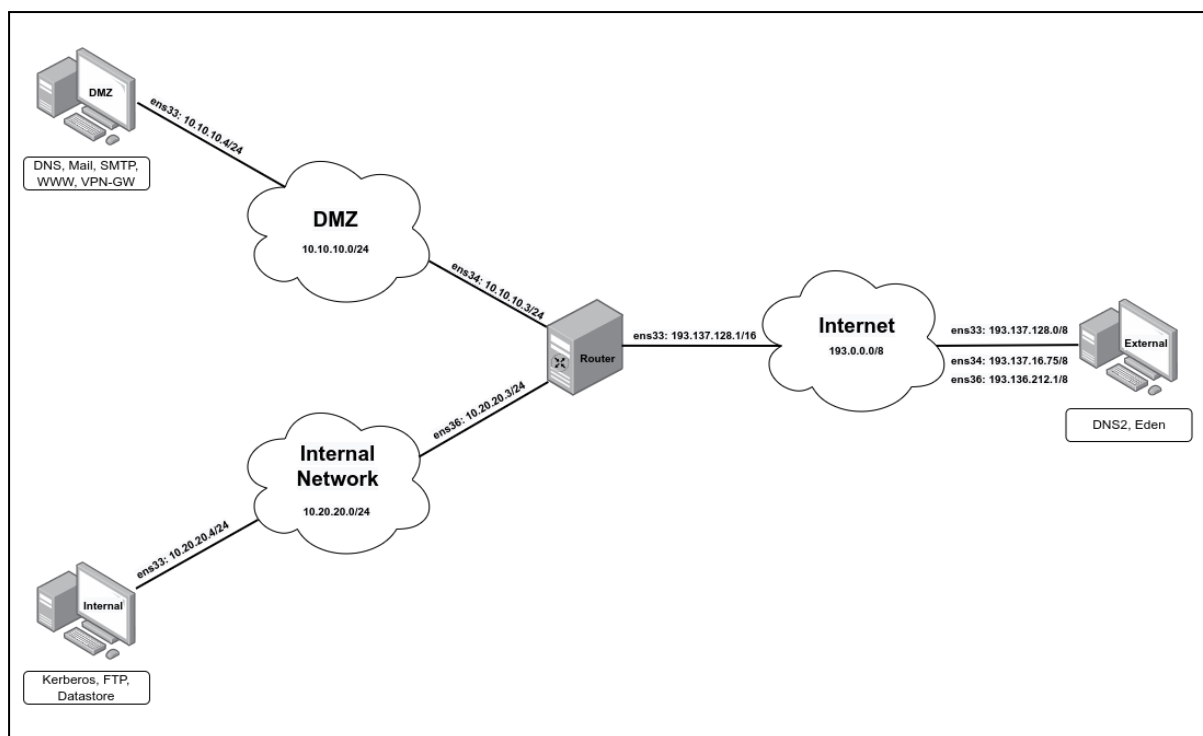 DMZ
ens33: 10.10.10.4/24
DNS, Mail, SMTP,
WWW, VPN-GW
DMZ
10.10.10.0/24
ens34: 10.10.10.3/24
Router
ens33: 193.137.128.1/16
Internet
193.0.0.0/8
ens33: 193.137.128.0/8
ens34: 193.137.16.75/8
ens36: 193.136.212.1/8
External
DNS2, Eden
ens36: 10.20.20.3/24
Internal
Network
10.20.20.0/24
ens33: 10.20.20.4/24
Internal
Kerberos, FTP,
Datastore